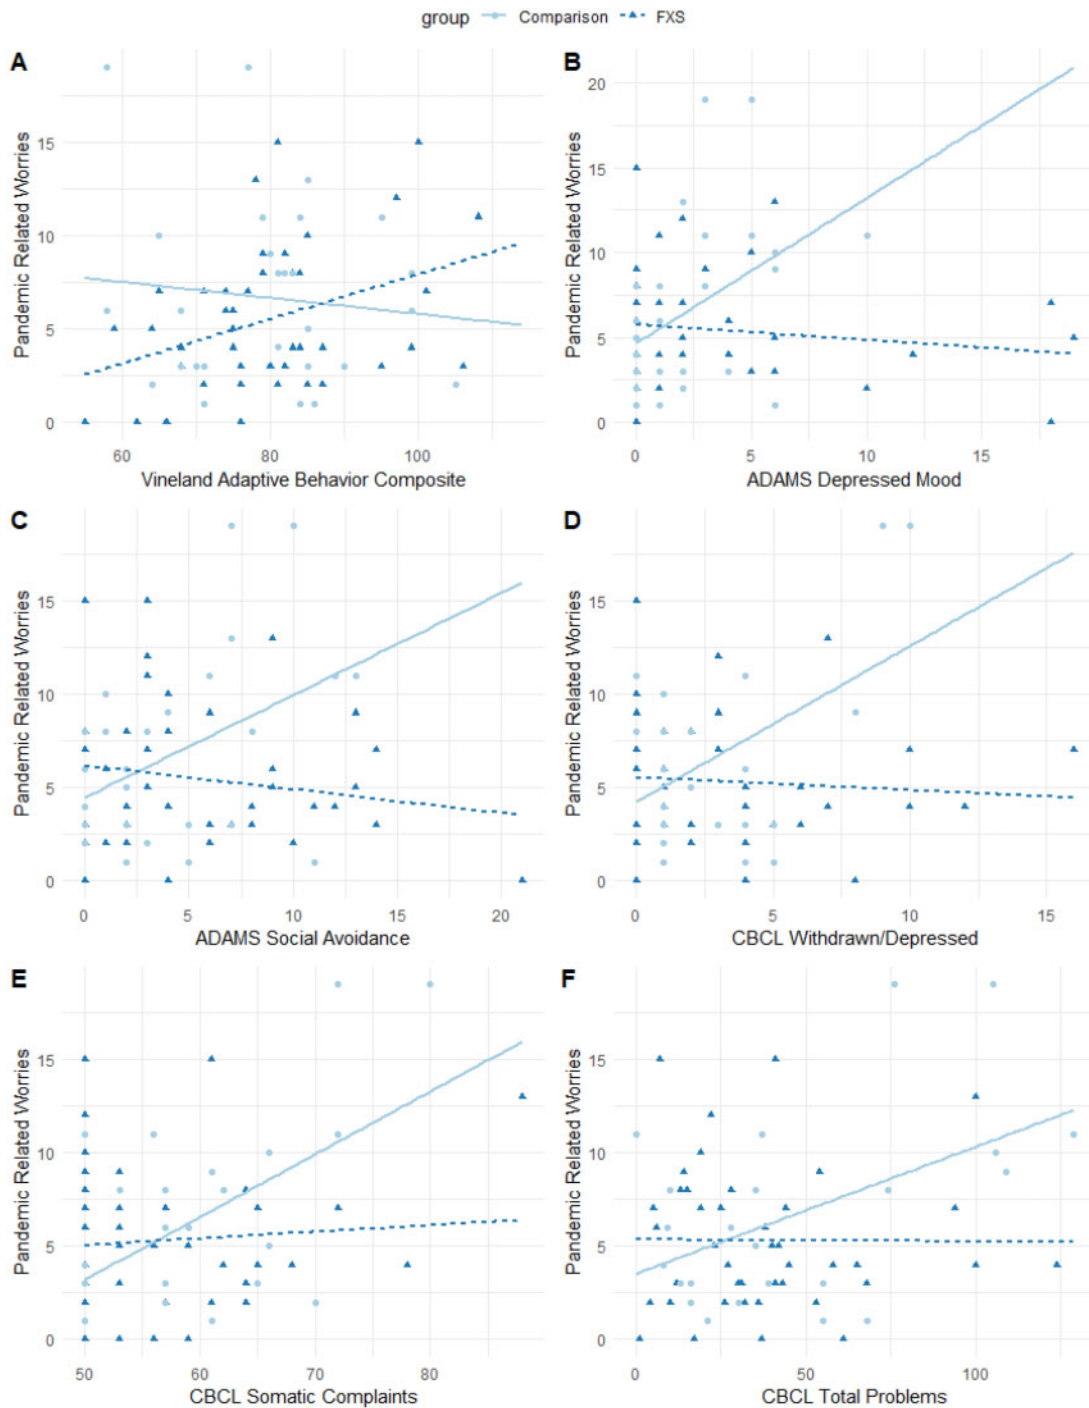 group Comparison FXS
A
Pandemic Related Worries
15
10
5
0
60 80 100
Vineland Adaptive Behavior Composite
B
Pandemic Related Worries
20
15
10
5
0
0 5 10 15
ADAMS Depressed Mood
C
Pandemic Related Worries
15
10
5
0
0 5 10 15 20
ADAMS Social Avoidance
D
Pandemic Related Worries
15
10
5
0
0 5 10 15
CBCL Withdrawn/Depressed
E
Pandemic Related Worries
15
10
5
0
50 60 70 80
CBCL Somatic Complaints
F
Pandemic Related Worries
15
10
5
0
0 50 100
CBCL Total Problems